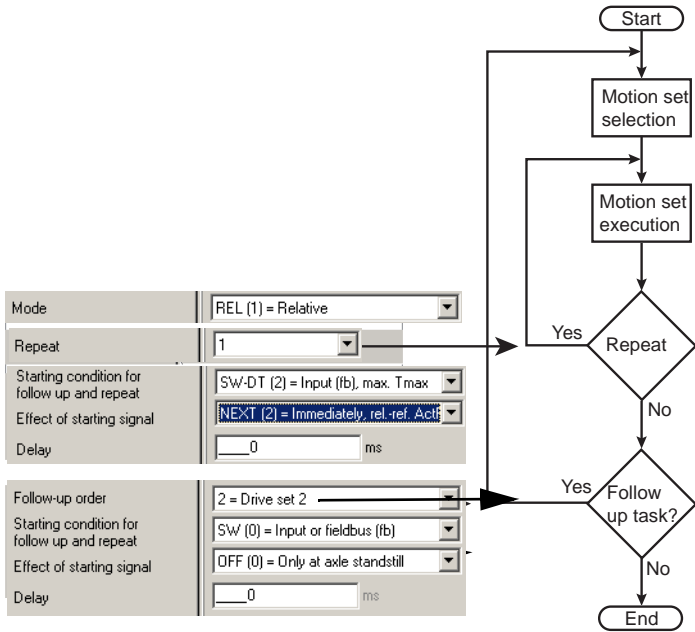 Start
Motion set
selection
Motion set
execution
Mode
REL (1) = Relative
Repeat
1
Yes
Repeat
Starting condition for
follow up and repeat
SW-DT (2) = Input (fb), max. Tmax
Effect of starting signal
NEXT (2) = Immediately, rel.-ref.
No
Delay
____0
ms
Follow-up order
2 = Drive set 2
Yes
Follow
up task?
Starting condition for
follow up and repeat
SW (0) = Input or fieldbus (fb)
Effect of starting signal
OFF (0) = Only at axle standstill
No
Delay
____0
ms
End